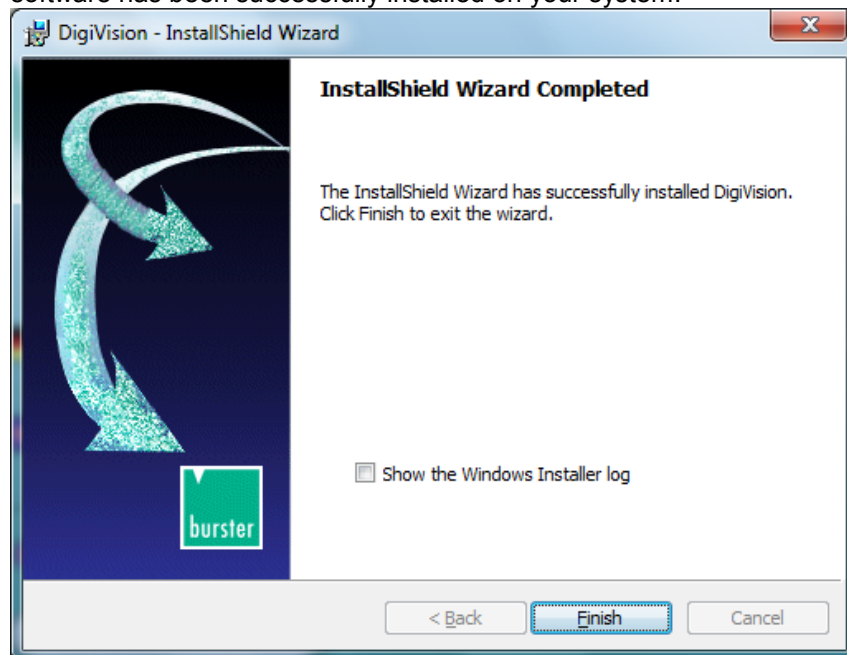 software has been successfully installed on your system.
DigiVision - InstallShield Wizard
InstallShield Wizard Completed
The InstallShield Wizard has successfully installed DigiVision.
Click Finish to exit the wizard.
Show the Windows Installer log
burster
< Back
Finish
Cancel